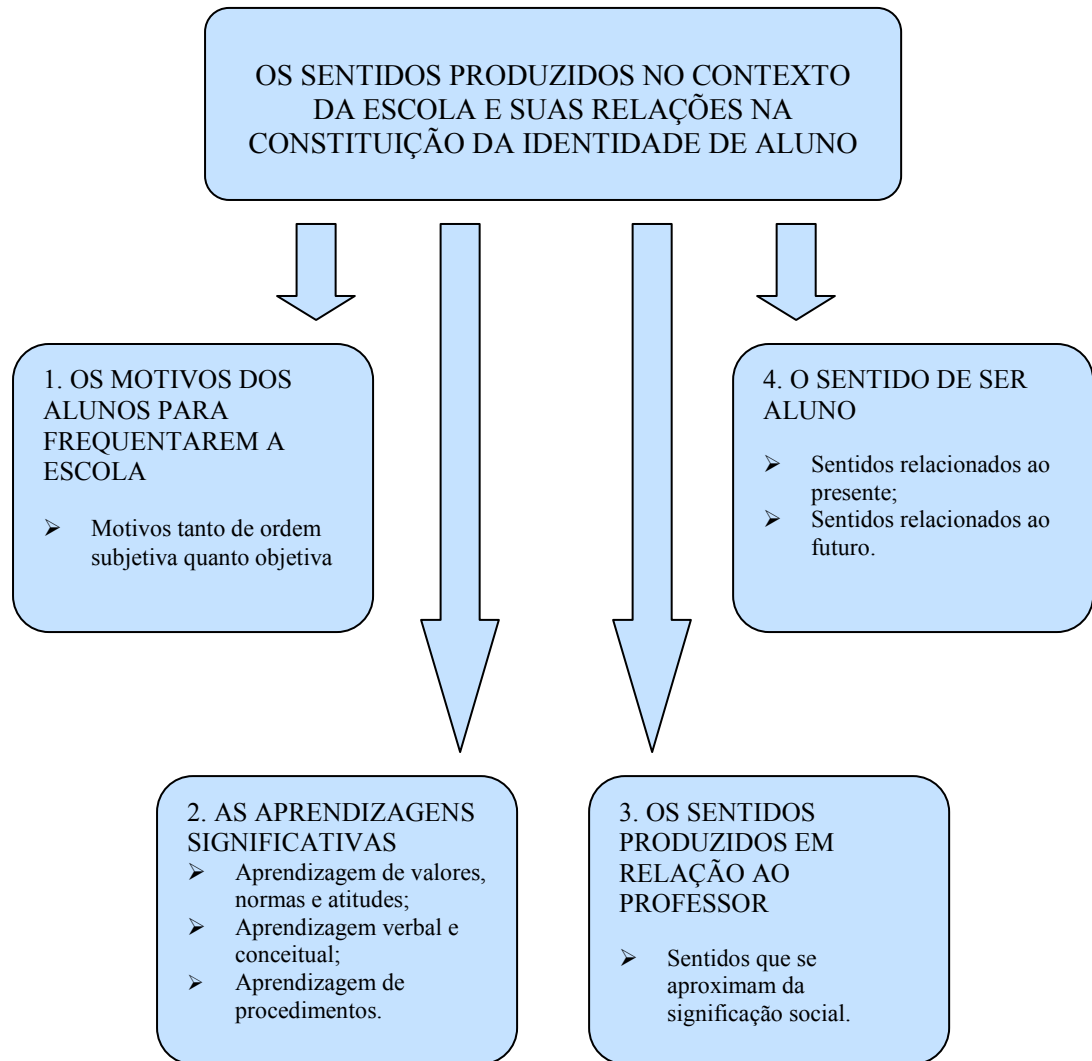 OS SENTIDOS PRODUZIDOS NO CONTEXTO
DA ESCOLA E SUAS RELAÇÕES NA
CONSTITUIÇÃO DA IDENTIDADE DE ALUNO
1. OS MOTIVOS DOS
ALUNOS PARA
FREQUENTAREM A
ESCOLA
➢ Motivos tanto de ordem
subjetiva quanto objetiva
2. AS APRENDIZAGENS
SIGNIFICATIVAS
➢ Aprendizagem de valores,
normas e atitudes;
➢ Aprendizagem verbal e
conceitual;
➢ Aprendizagem de
procedimentos.
3. OS SENTIDOS
PRODUZIDOS EM
RELAÇÃO AO
PROFESSOR
➢ Sentidos que se
aproximam da
significação social.
4. O SENTIDO DE SER
ALUNO
➢ Sentidos relacionados ao
presente;
➢ Sentidos relacionados ao
futuro.